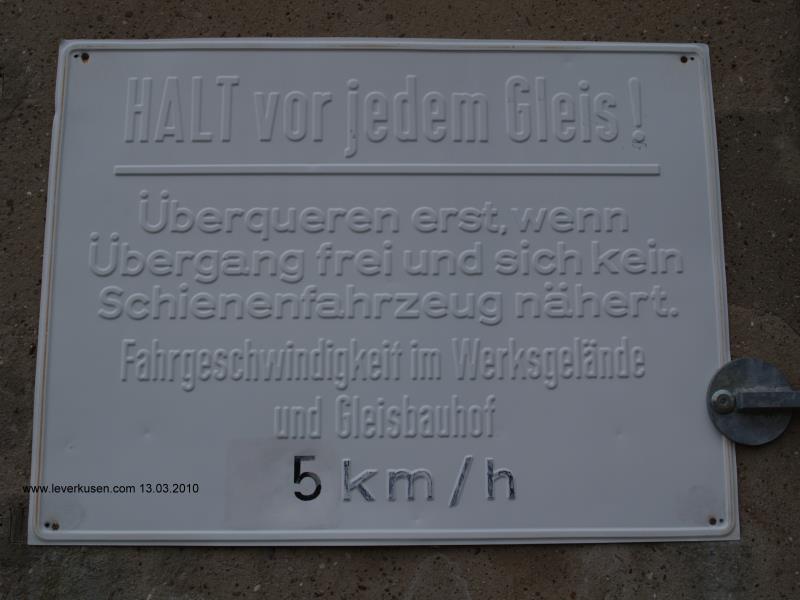 HALT vor jedem Gleis!
Überqueren erst, wenn
Übergang frei und sich kein
Schienenfahrzeug nähert.
Fahrgeschwindigkeit im Werksgelände
und Gleisbauhof
5 km/h
www.leverkusen.com 13.03.2010